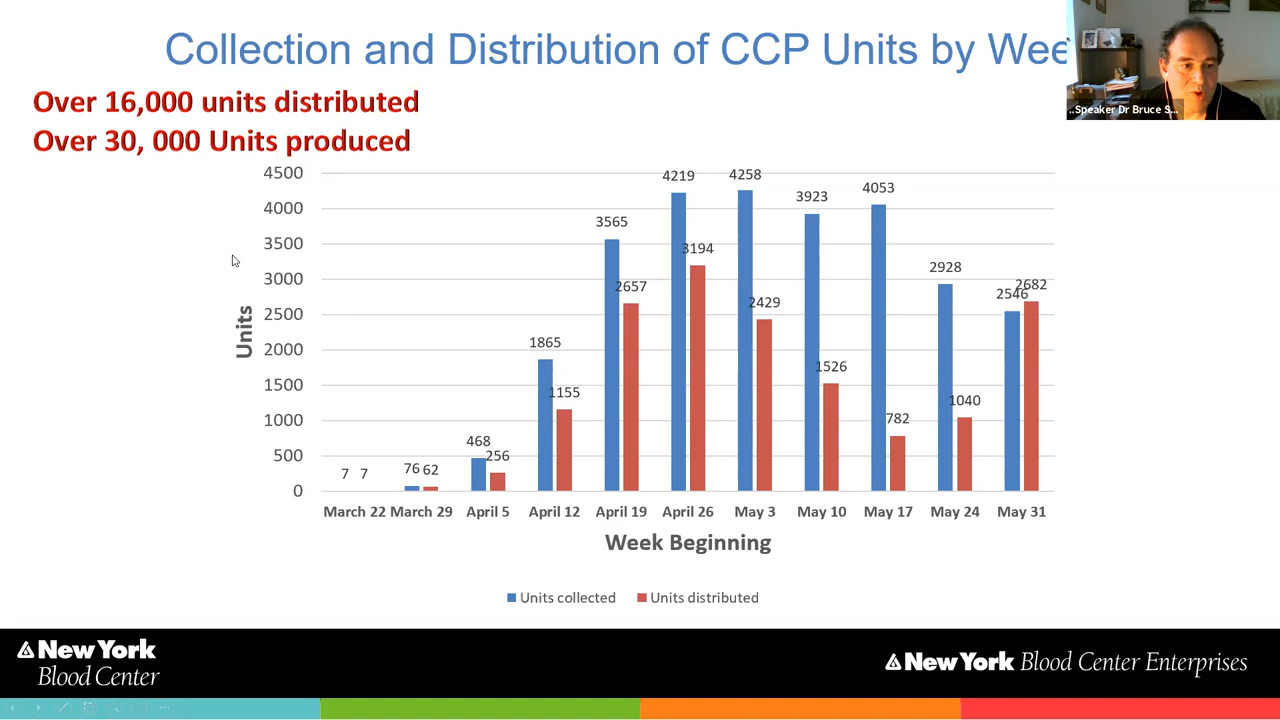 Collection and Distribution of CCP Units by Wee
..Speaker Dr Bruce S...
Over 16,000 units distributed
Over 30, 000 Units produced
4500
4000
3500
3000
2500
2000
1500
1000
500
0
Units
7 7
76 62
468 256
1865 1155
3565 2657
4219 3194
4258 2429
3923 1526
4053 782
2928 1040
2546 2682
March 22 March 29 April 5 April 12 April 19 April 26 May 3 May 10 May 17 May 24 May 31
Week Beginning
Units collected Units distributed
New York
Blood Center
New York Blood Center Enterprises